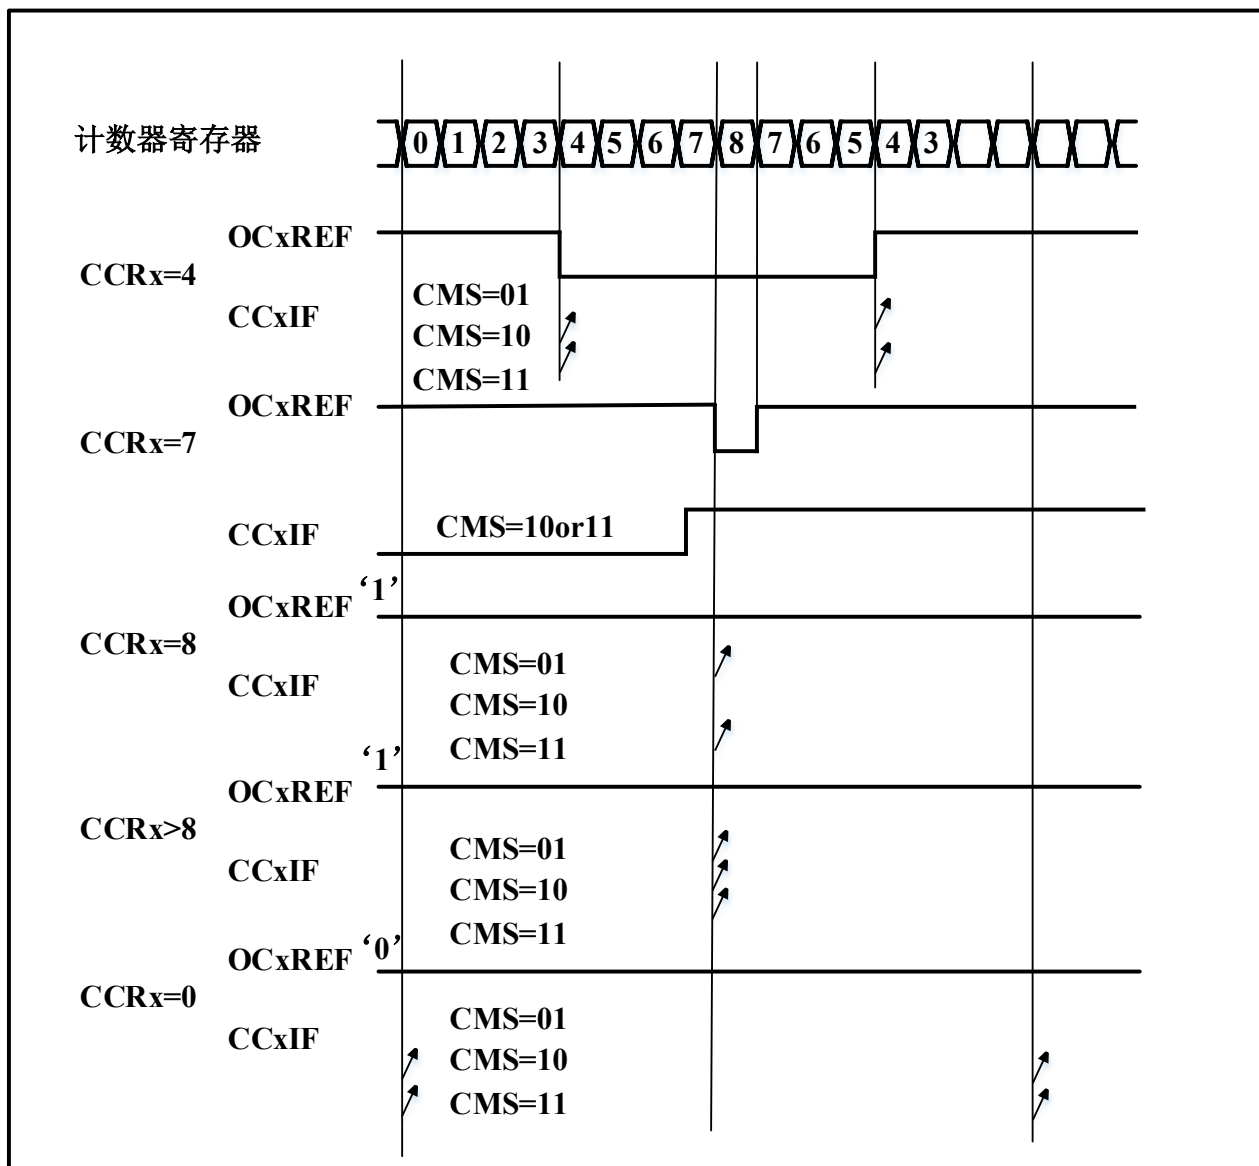 计数器寄存器 0 1 2 3 4 5 6 7 8 7 6 5 4 3
OCxREF
CCRx=4
CMS=01
CCxIF
CMS=10
CMS=11
OCxREF
CCRx=7
CCxIF CMS=10or11
OCxREF ‘1’
CCRx=8
CMS=01
CCxIF
CMS=10
CMS=11
OCxREF ‘1’
CCRx>8
CMS=01
CCxIF
CMS=10
CMS=11
OCxREF ‘0’
CCRx=0
CMS=01
CCxIF
CMS=10
CMS=11